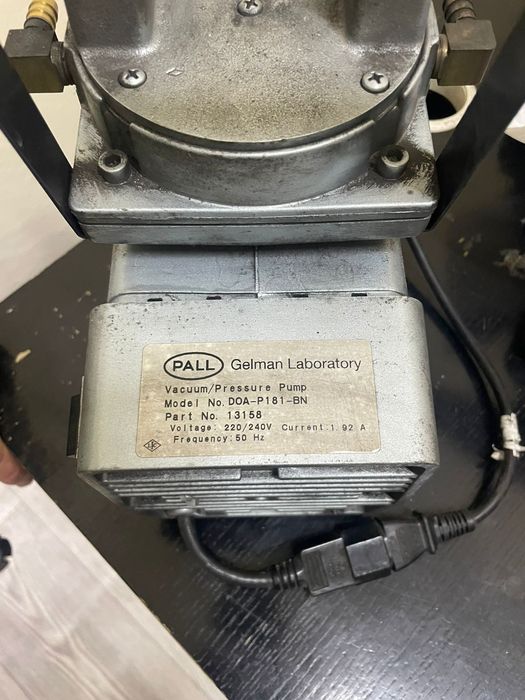 PALL Gelman Laboratory
Vacuum/Pressure Pump
Model No. DOA-P181-BN
Part No. 13158
Voltage: 220/240V Current: 1.92 A
Frequency: 50 Hz